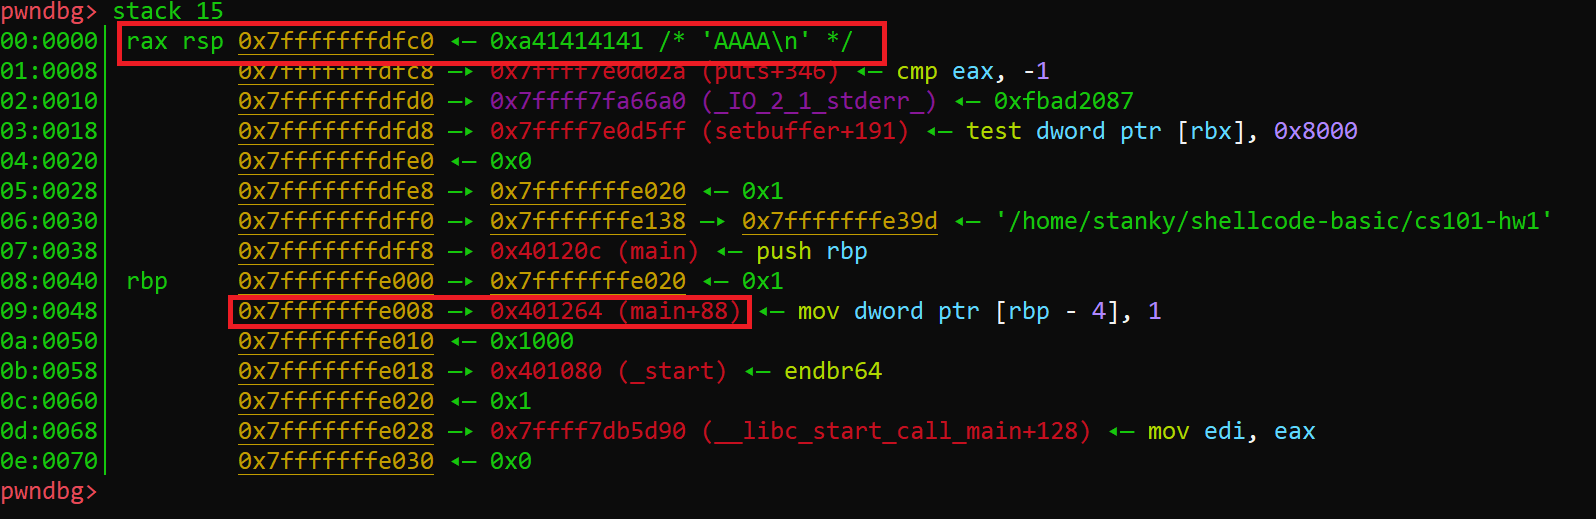 pwndbg> stack 15
00:0000│ rax rsp 0x7fffffffdfc0 ◂— 0xa41414141 /* 'AAAA\n' */
01:0008│ 0x7fffffffdfc8 —▸ 0x7ffff7e0d02a (puts+346) ◂— cmp eax, -1
02:0010│ 0x7fffffffdfd0 —▸ 0x7ffff7fa66a0 (_IO_2_1_stderr_) ◂— 0xfbad2087
03:0018│ 0x7fffffffdfd8 —▸ 0x7ffff7e0d5ff (setbuffer+191) ◂— test dword ptr [rbx], 0x8000
04:0020│ 0x7fffffffdfe0 ◂— 0x0
05:0028│ 0x7fffffffdfe8 —▸ 0x7fffffffe020 ◂— 0x1
06:0030│ 0x7fffffffdff0 —▸ 0x7fffffffe138 —▸ 0x7fffffffe39d ◂— '/home/stanky/shellcode-basic/cs101-hw1'
07:0038│ 0x7fffffffdff8 —▸ 0x40120c (main) ◂— push rbp
08:0040│ rbp 0x7fffffffe000 —▸ 0x7fffffffe020 ◂— 0x1
09:0048│ 0x7fffffffe008 —▸ 0x401264 (main+88) ◂— mov dword ptr [rbp - 4], 1
0a:0050│ 0x7fffffffe010 ◂— 0x1000
0b:0058│ 0x7fffffffe018 —▸ 0x401080 (_start) ◂— endbr64
0c:0060│ 0x7fffffffe020 ◂— 0x1
0d:0068│ 0x7fffffffe028 —▸ 0x7ffff7db5d90 (__libc_start_call_main+128) ◂— mov edi, eax
0e:0070│ 0x7fffffffe030 ◂— 0x0
pwndbg>